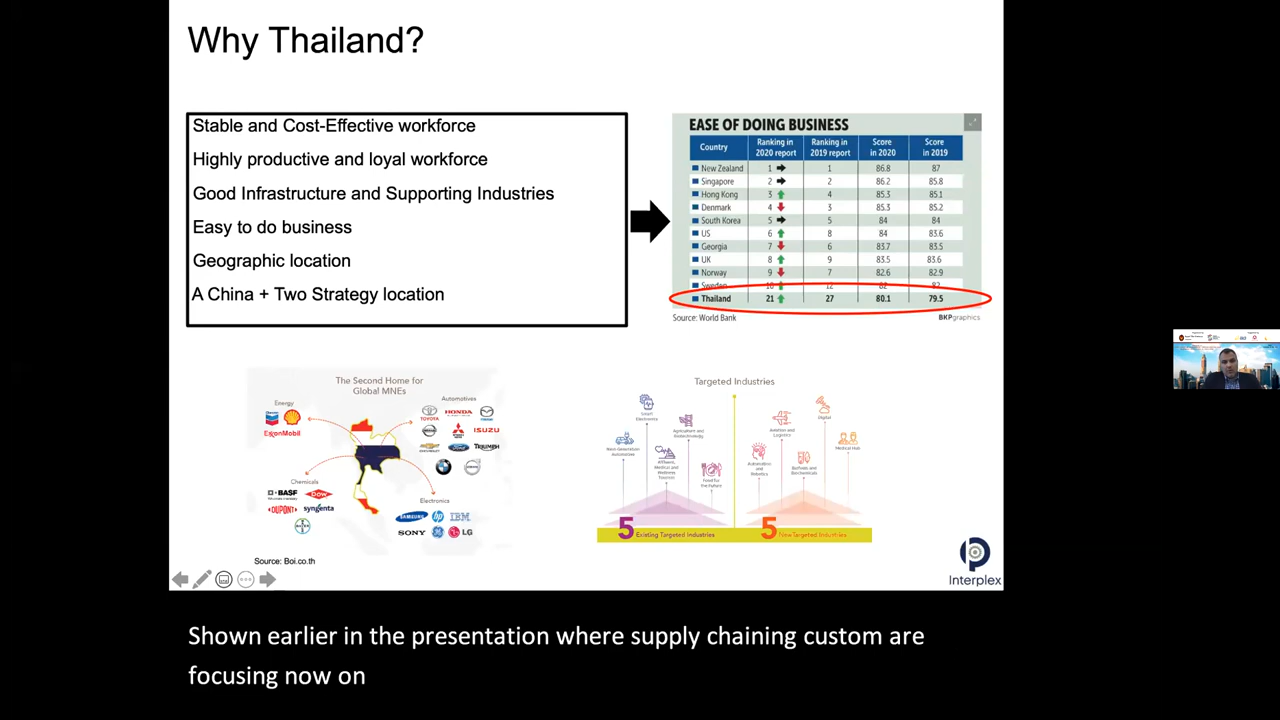 Why Thailand?
Stable and Cost-Effective workforce
Highly productive and loyal workforce
Good Infrastructure and Supporting Industries
Easy to do business
Geographic location
A China + Two Strategy location
EASE OF DOING BUSINESS
Country Ranking in 2020 report Ranking in 2019 report Score in 2020 Score in 2019
New Zealand 1 1 86.8 87
Singapore 2 2 86.2 85.8
Hong Kong 3 4 85.3 85.1
Denmark 4 3 85.3 85.2
South Korea 5 5 84 84
US 6 8 84 83.6
Georgia 7 6 83.7 83.5
UK 8 9 83.5 83.6
Norway 9 7 82.6 82.9
Sweden 10 12 82 82
Thailand 21 27 80.1 79.5
Source: World Bank
BKPgraphics
The Second Home for
Global MNEs
Energy
ExonMobil
Automotives
TOYOTA HONDA
ISUZU
Ford TRIUMPH
Chemicals
BASF Dow
DUPONT syngenta
Electronics
SAMSUNG hp IBM
SONY LG
Source: Boi.co.th
Targeted Industries
Smart
Electronics
Agriculture and
Biotechnology
Next-Generation
Automotives
Affluent,
Medical and
Wellness
Tourism
Food for
the Future
5 Existing Targeted Industries
Digital
Aviation and
Logistics
Medical Hub
Automation
and
Robotics
Biofuels and
Biochemicals
5 New Targeted Industries
Interplex
Shown earlier in the presentation where supply chaining custom are
focusing now on